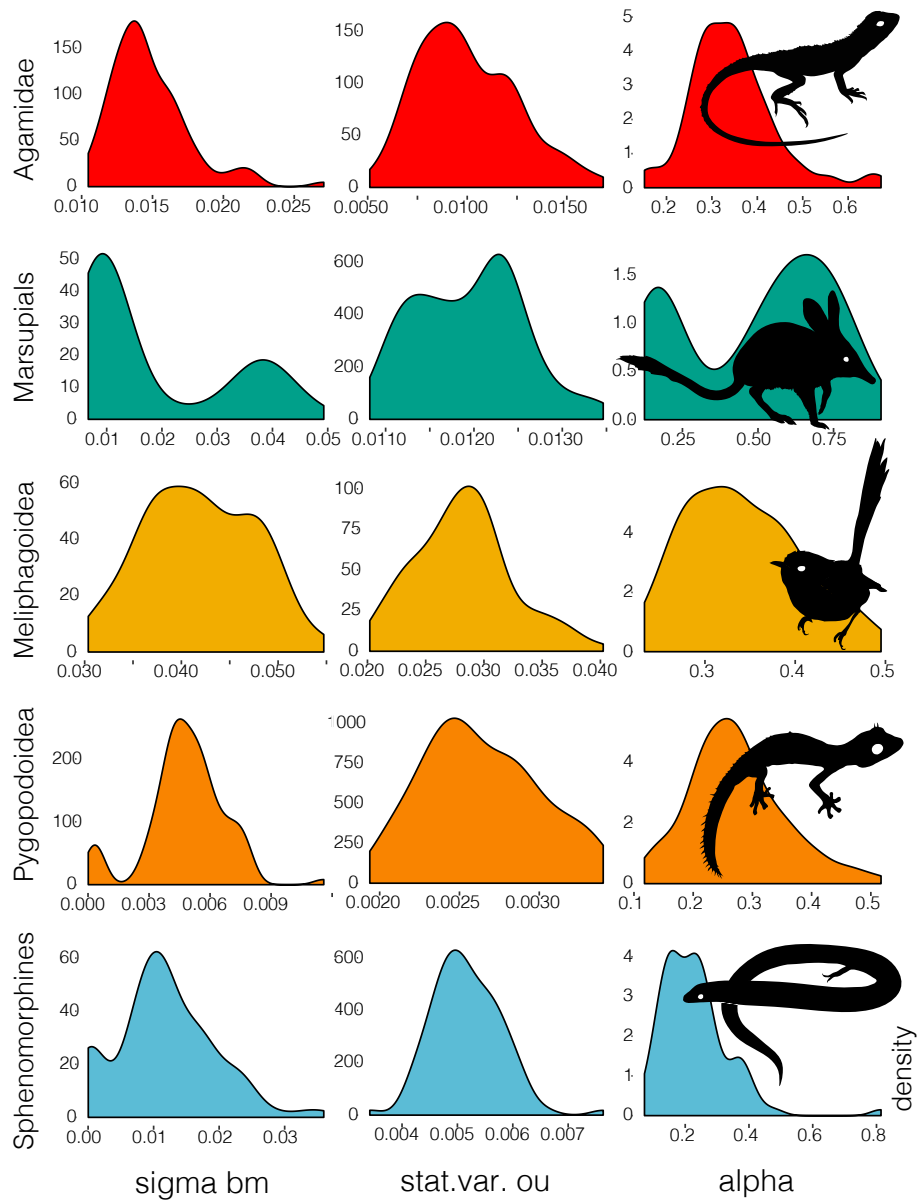 Agamidae
150
100
50
0
0.010 0.015 0.020 0.025
150
100
50
0
0.0050 0.0100 0.0150
5
4
3
2
1
0
0.2 0.3 0.4 0.5 0.6
Marsupials
50
40
30
20
10
0
0.01 0.02 0.03 0.04 0.05
600
400
200
0
0.0110 0.0120 0.0130
1.5
1.0
0.5
0.0
0.25 0.50 0.75
Meliphagoidea
60
40
20
0
0.030 0.040 0.050
100
75
50
25
0
0.020 0.025 0.030 0.035 0.040
4
2
0
0.3 0.4 0.5
Pygopodoidea
200
100
0
0.000 0.003 0.006 0.009
1000
750
500
250
0
0.0020 0.0025 0.0030
4
2
0
0.1 0.2 0.3 0.4 0.5
Sphenomorphines
60
40
20
0
0.00 0.01 0.02 0.03
600
400
200
0
0.004 0.005 0.006 0.007
4
3
2
1
0
0.2 0.4 0.6 0.8
density
sigma bm stat.var. ou alpha